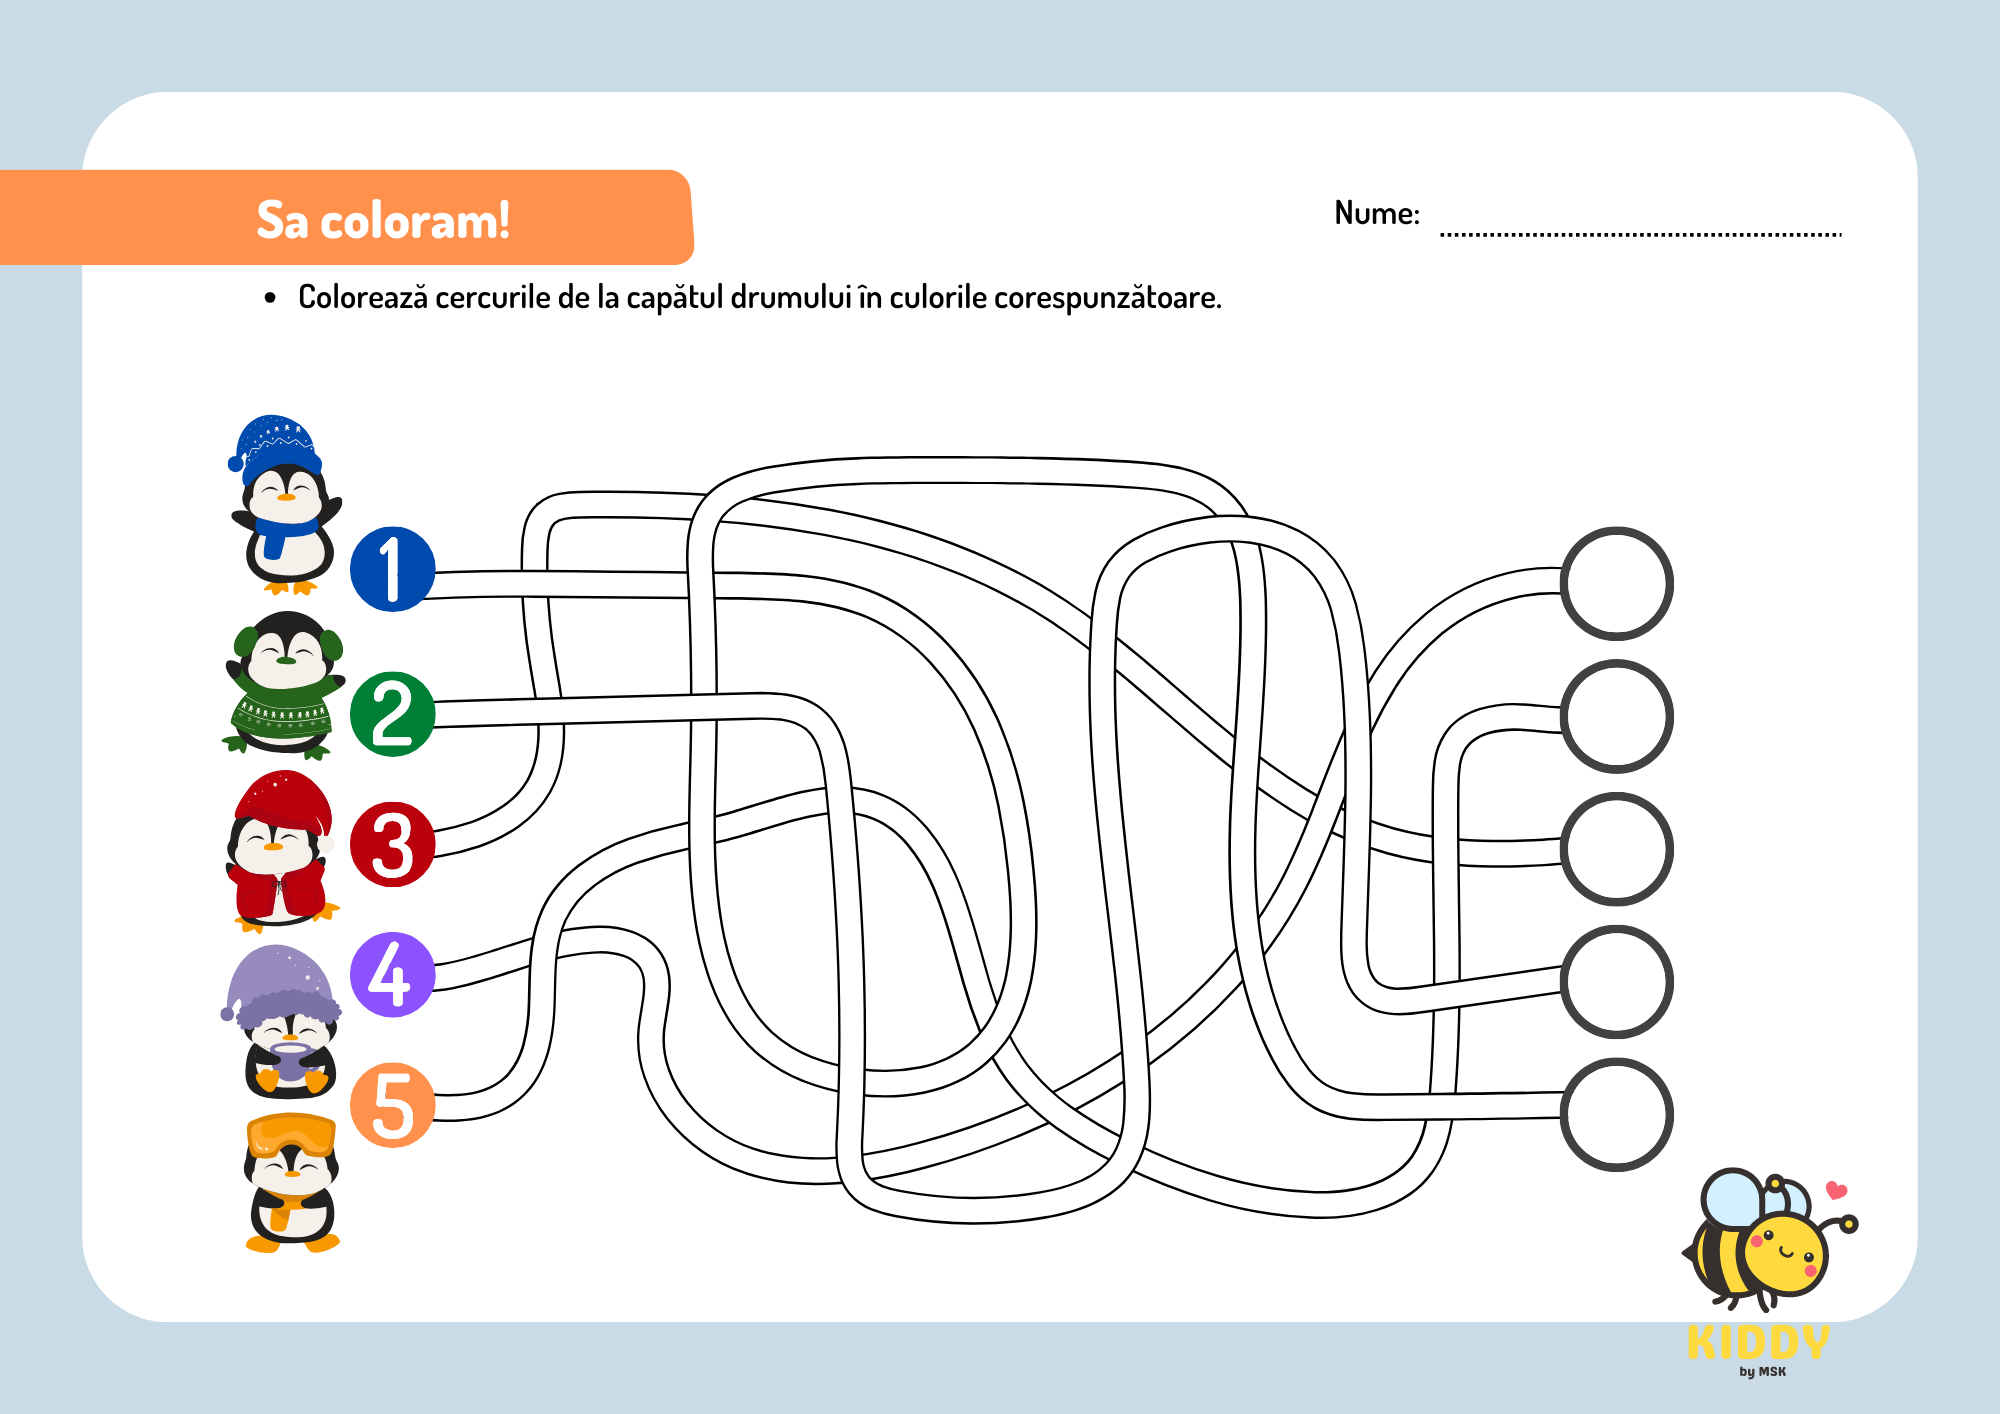 Sa coloram!
Nume:
Colorează cercurile de la capătul drumului în culorile corespunzătoare.
1
2
3
4
5
KIDDY
by MSK